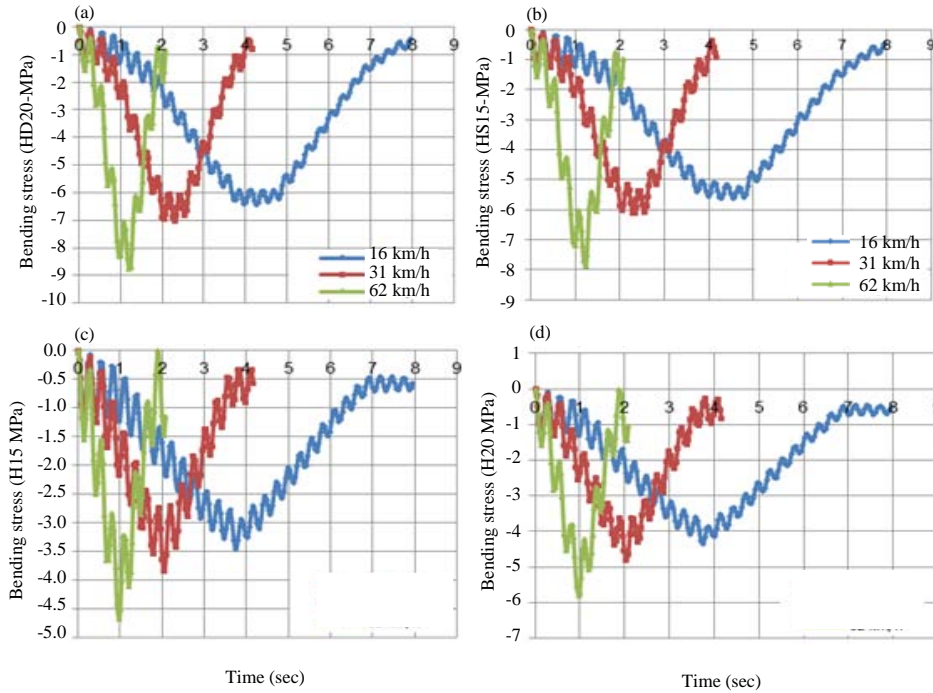 (a)
Bending stress (HD20-MPa)
0
-1
-2
-3
-4
-5
-6
-7
-8
-9
-10
0 1 2 3 4 5 6 7 8 9
16 km/h
31 km/h
62 km/h
(b)
Bending stress (HS15-MPa)
0
-1
-2
-3
-4
-5
-6
-7
-8
-9
0 1 2 3 4 5 6 7 8 9
16 km/h
31 km/h
62 km/h
(c)
Bending stress (H15 MPa)
0.0
-0.5
-1.0
-1.5
-2.0
-2.5
-3.0
-3.5
-4.0
-4.5
-5.0
0 1 2 3 4 5 6 7 8 9
Time (sec)
(d)
Bending stress (H20 MPa)
1
0
-1
-2
-3
-4
-5
-6
-7
0 1 2 3 4 5 6 7 8 9
Time (sec)